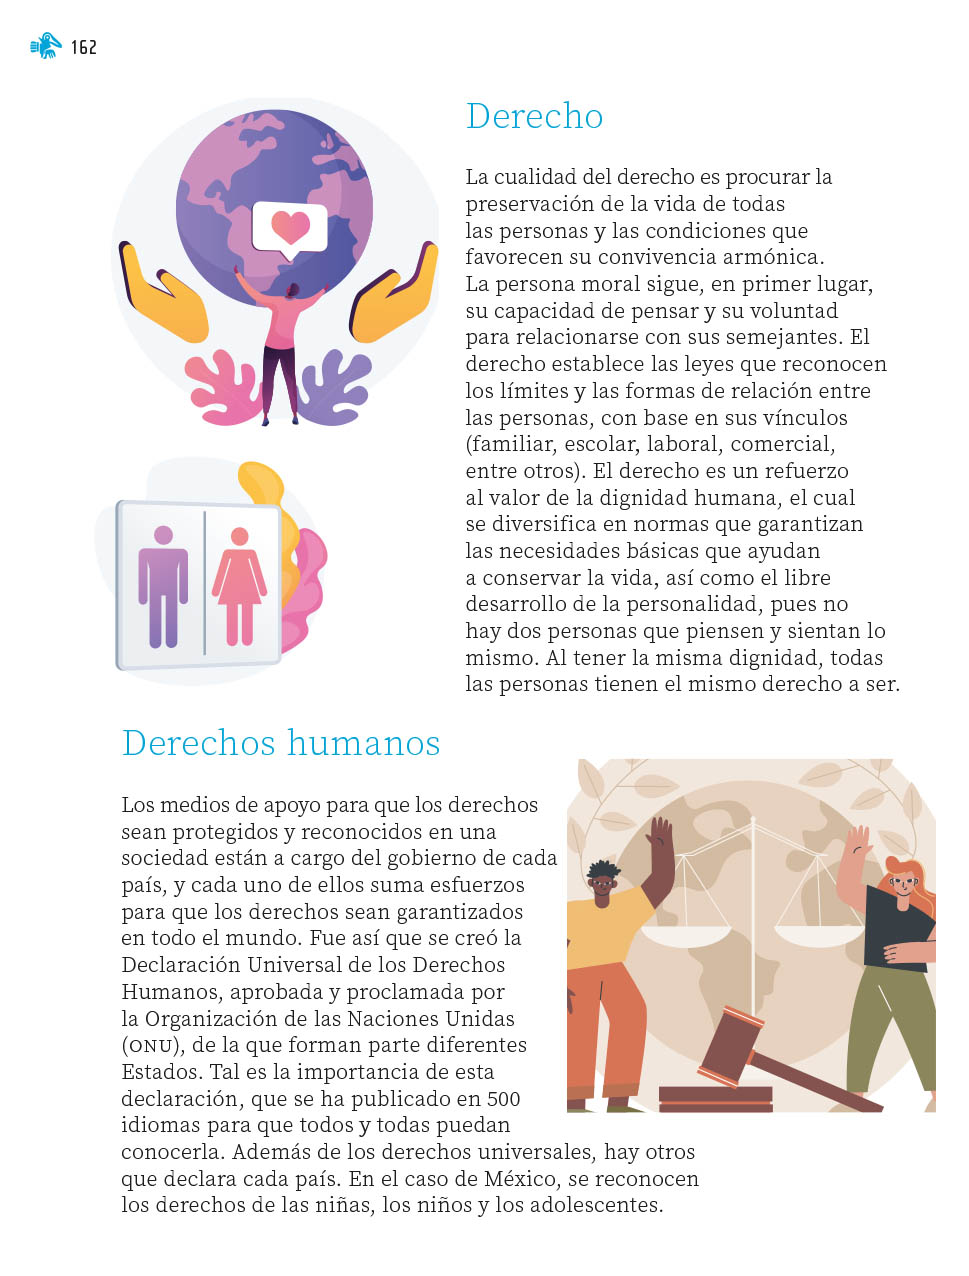 162
Derecho
La cualidad del derecho es procurar la
preservación de la vida de todas
las personas y las condiciones que
favorecen su convivencia armónica.
La persona moral sigue, en primer lugar,
su capacidad de pensar y su voluntad
para relacionarse con sus semejantes. El
derecho establece las leyes que reconocen
los límites y las formas de relación entre
las personas, con base en sus vínculos
(familiar, escolar, laboral, comercial,
entre otros). El derecho es un refuerzo
al valor de la dignidad humana, el cual
se diversifica en normas que garantizan
las necesidades básicas que ayudan
a conservar la vida, así como el libre
desarrollo de la personalidad, pues no
hay dos personas que piensen y sientan lo
mismo. Al tener la misma dignidad, todas
las personas tienen el mismo derecho a ser.
Derechos humanos
Los medios de apoyo para que los derechos
sean protegidos y reconocidos en una
sociedad están a cargo del gobierno de cada
país, y cada uno de ellos suma esfuerzos
para que los derechos sean garantizados
en todo el mundo. Fue así que se creó la
Declaración Universal de los Derechos
Humanos, aprobada y proclamada por
la Organización de las Naciones Unidas
(ONU), de la que forman parte diferentes
Estados. Tal es la importancia de esta
declaración, que se ha publicado en 500
idiomas para que todos y todas puedan
conocerla. Además de los derechos universales, hay otros
que declara cada país. En el caso de México, se reconocen
los derechos de las niñas, los niños y los adolescentes.